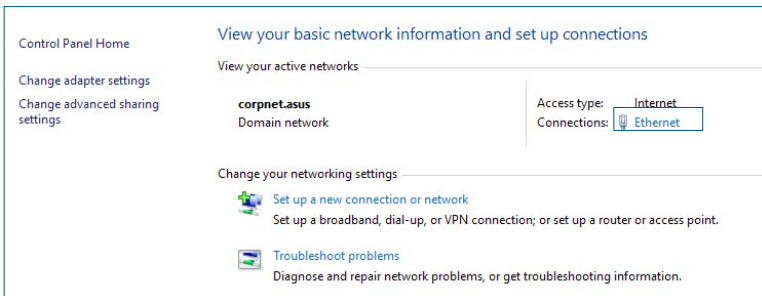 Control Panel Home
Change adapter settings
Change advanced sharing
settings
View your basic network information and set up connections
View your active networks
corpnet.asus
Domain network
Access type: Internet
Connections: Ethernet
Change your networking settings
Set up a new connection or network
Set up a broadband, dial-up, or VPN connection; or set up a router or access point.
Troubleshoot problems
Diagnose and repair network problems, or get troubleshooting information.